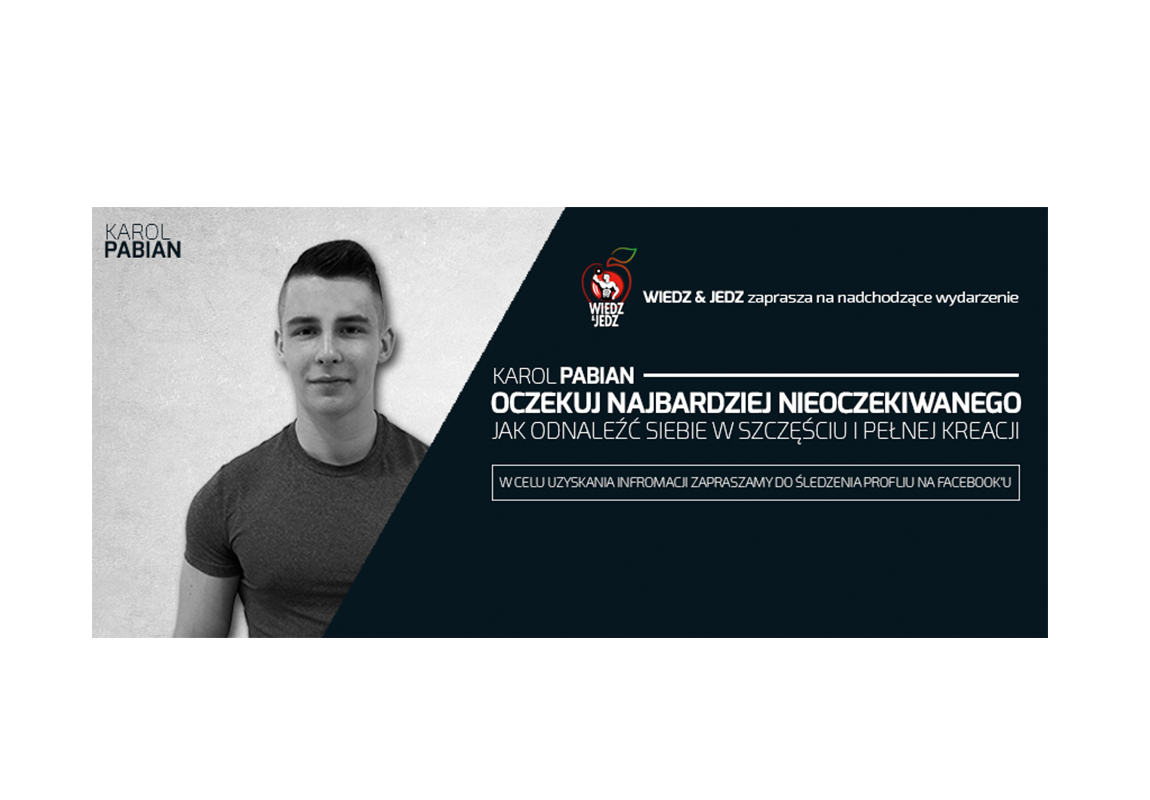 KAROL
PABIAN
WIEDZ
&JEDZ
WIEDZ & JEDZ zaprasza na nadchodzące wydarzenie
KAROL PABIAN
OCZEKUJ NAJBARDZIEJ NIEOCZEKIWANEGO
JAK ODNALEŹĆ SIEBIE W SZCZĘŚCIU I PEŁNEJ KREACJI
W CELU UZYSKANIA INFROMACJI ZAPRASZAMY DO ŚLEDZENIA PROFLIU NA FACEBOOK'U